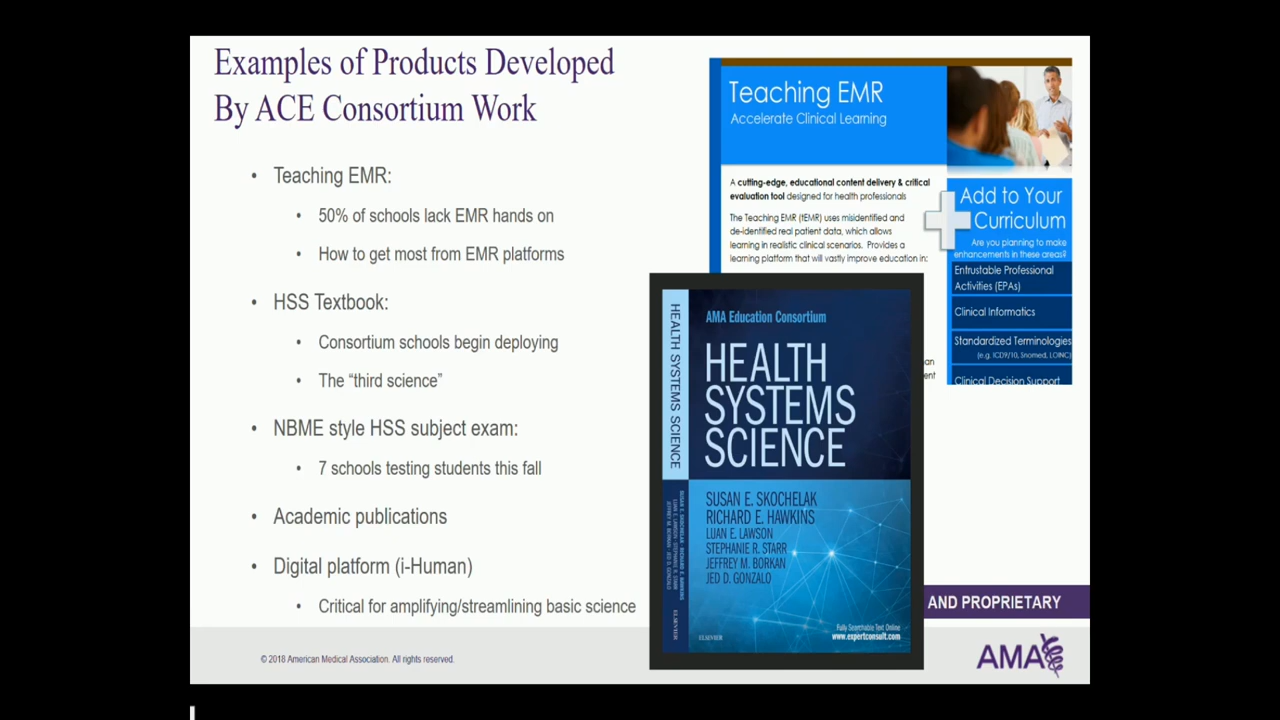 Examples of Products Developed
By ACE Consortium Work
• Teaching EMR:
• 50% of schools lack EMR hands on
• How to get most from EMR platforms
• HSS Textbook:
• Consortium schools begin deploying
• The “third science”
• NBME style HSS subject exam:
• 7 schools testing students this fall
• Academic publications
• Digital platform (i-Human)
• Critical for amplifying/streamlining basic science
© 2018 American Medical Association. All rights reserved.
Teaching EMR
Accelerate Clinical Learning
A cutting-edge, educational content delivery & critical
evaluation tool designed for health professionals
The Teaching EMR (tEMR) uses misidentified and
de-identified real patient data, which allows
learning in realistic clinical scenarios. Provides a
learning platform that will vastly improve education in:
Add to Your
Curriculum
Are you planning to make
enhancements in these areas?
Entrustable Professional
Activities (EPAs)
Clinical Informatics
Standardized Terminologies
(e.g. ICD9/10, Snomed, LOINC)
Clinical Decision Support
HEALTH SYSTEMS SCIENCE
ELSEVIER
AMA Education Consortium
HEALTH
SYSTEMS
SCIENCE
SUSAN E. SKOCHELAK
RICHARD E. HAWKINS
LUAN E. LAWSON
STEPHANIE R. STARR
JEFFREY M. BORKAN
JED D. GONZALO
ELSEVIER
Fully Searchable Text Online
www.expertconsult.com
AND PROPRIETARY
AMA